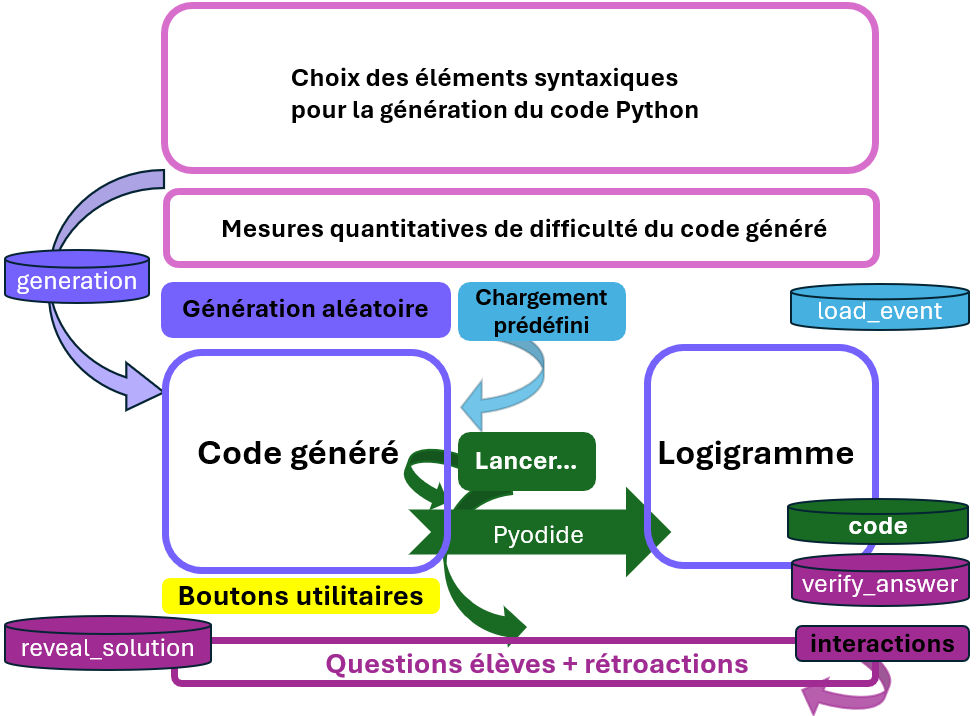 Choix des éléments syntaxiques
pour la génération du code Python
Mesures quantitatives de difficulté du code généré
generation
Génération aléatoire
Chargement
prédéfini
load_event
Code généré
Lancer...
Logigramme
Pyodide
code
verify_answer
Boutons utilitaires
reveal_solution
interactions
Questions élèves + rétroactions